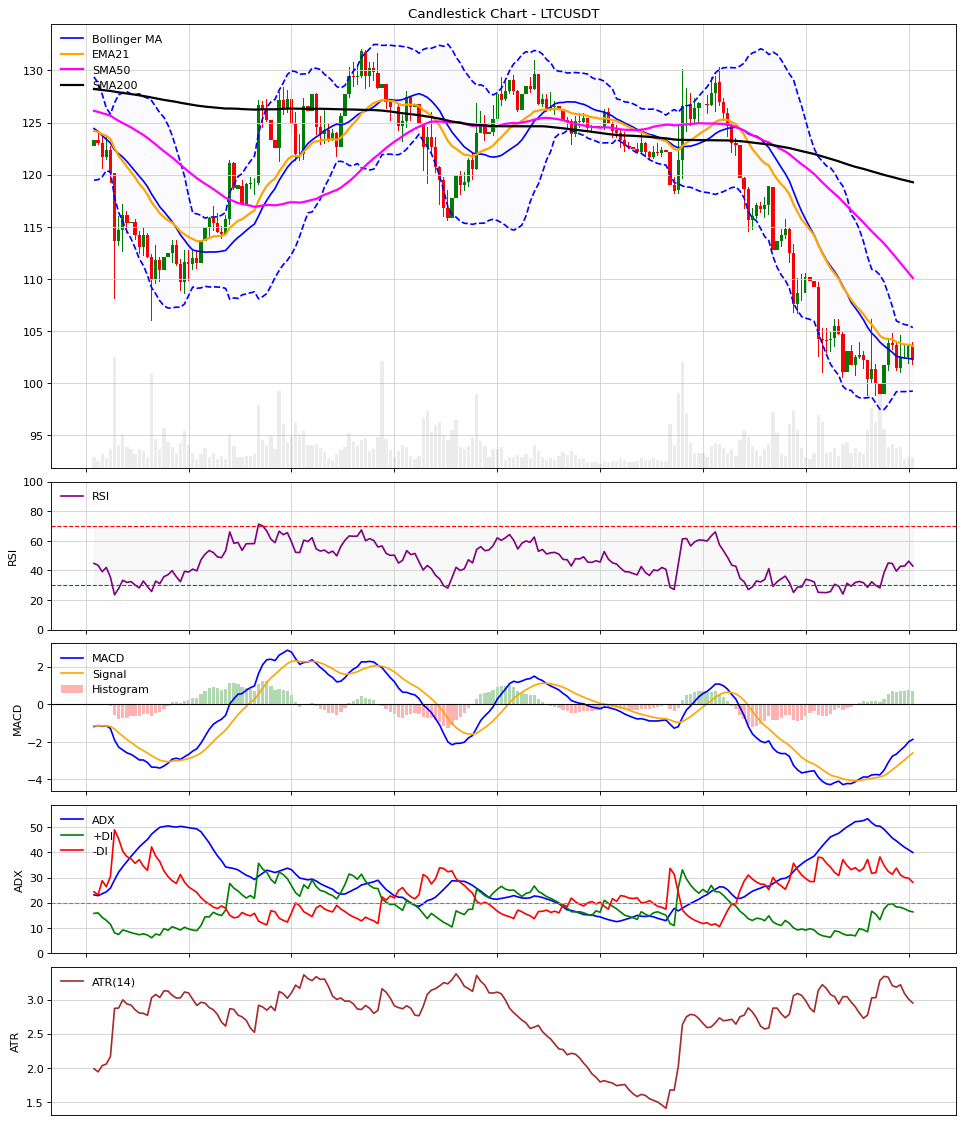 Candlestick Chart - LTCUSDT
Bollinger MA
EMA21
SMA50
SMA200
130
125
120
115
110
105
100
95
RSI
100
80
60
40
20
0
RSI
MACD
Signal
Histogram
2
0
−2
−4
MACD
ADX
+DI
-DI
50
40
30
20
10
0
ADX
ATR(14)
3.0
2.5
2.0
1.5
ATR